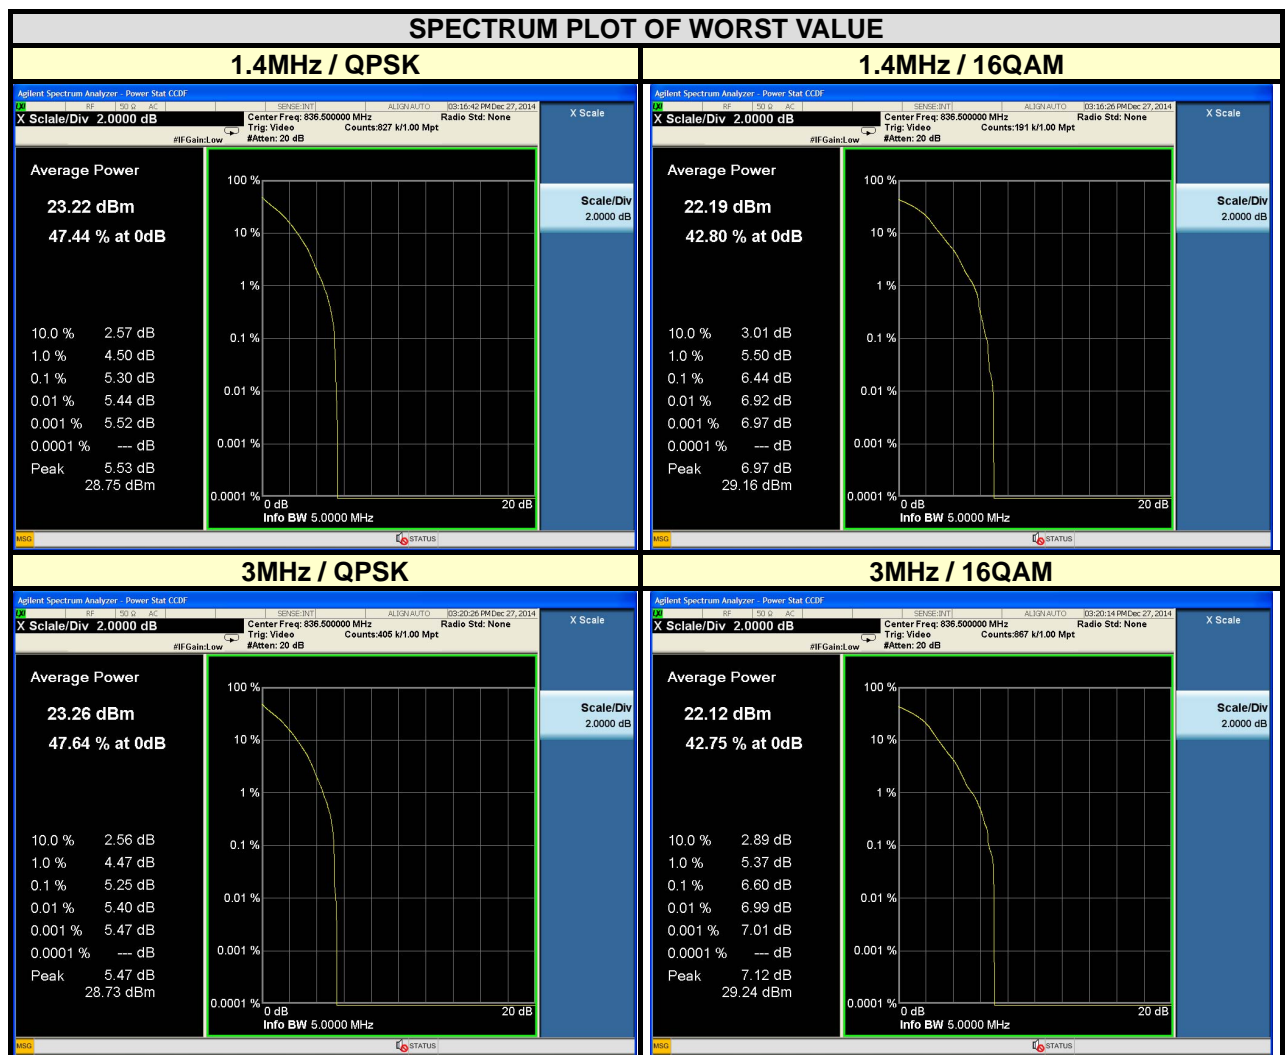 SPECTRUM PLOT OF WORST VALUE
1.4MHz / QPSK
1.4MHz / 16QAM
Agilent Spectrum Analyzer - Power Stat CCDF
RF 50 Ω AC SENSE:INT ALIGNAUTO 03:16:42 PM Dec 27, 2014
X Sclale/Div 2.0000 dB
Center Freq: 836.500000 MHz Radio Std: None
Trig: Video Counts:827 k/1.00 Mpt
#IFGain:Low #Atten: 20 dB
X Scale
Scale/Div
2.0000 dB
Average Power
23.22 dBm
47.44 % at 0dB
10.0 % 2.57 dB
1.0 % 4.50 dB
0.1 % 5.30 dB
0.01 % 5.44 dB
0.001 % 5.52 dB
0.0001 % --- dB
Peak 5.53 dB
28.75 dBm
100 %
10 %
1 %
0.1 %
0.01 %
0.001 %
0.0001 %
0 dB 20 dB
Info BW 5.0000 MHz
MSG STATUS
Agilent Spectrum Analyzer - Power Stat CCDF
RF 50 Ω AC SENSE:INT ALIGNAUTO 03:16:26 PM Dec 27, 2014
X Sclale/Div 2.0000 dB
Center Freq: 836.500000 MHz Radio Std: None
Trig: Video Counts:191 k/1.00 Mpt
#IFGain:Low #Atten: 20 dB
X Scale
Scale/Div
2.0000 dB
Average Power
22.19 dBm
42.80 % at 0dB
10.0 % 3.01 dB
1.0 % 5.50 dB
0.1 % 6.44 dB
0.01 % 6.92 dB
0.001 % 6.97 dB
0.0001 % --- dB
Peak 6.97 dB
29.16 dBm
100 %
10 %
1 %
0.1 %
0.01 %
0.001 %
0.0001 %
0 dB 20 dB
Info BW 5.0000 MHz
MSG STATUS
3MHz / QPSK
3MHz / 16QAM
Agilent Spectrum Analyzer - Power Stat CCDF
RF 50 Ω AC SENSE:INT ALIGNAUTO 03:20:26 PM Dec 27, 2014
X Sclale/Div 2.0000 dB
Center Freq: 836.500000 MHz Radio Std: None
Trig: Video Counts:405 k/1.00 Mpt
#IFGain:Low #Atten: 20 dB
X Scale
Scale/Div
2.0000 dB
Average Power
23.26 dBm
47.64 % at 0dB
10.0 % 2.56 dB
1.0 % 4.47 dB
0.1 % 5.25 dB
0.01 % 5.40 dB
0.001 % 5.47 dB
0.0001 % --- dB
Peak 5.47 dB
28.73 dBm
100 %
10 %
1 %
0.1 %
0.01 %
0.001 %
0.0001 %
0 dB 20 dB
Info BW 5.0000 MHz
MSG STATUS
Agilent Spectrum Analyzer - Power Stat CCDF
RF 50 Ω AC SENSE:INT ALIGNAUTO 03:20:14 PM Dec 27, 2014
X Sclale/Div 2.0000 dB
Center Freq: 836.500000 MHz Radio Std: None
Trig: Video Counts:867 k/1.00 Mpt
#IFGain:Low #Atten: 20 dB
X Scale
Scale/Div
2.0000 dB
Average Power
22.12 dBm
42.75 % at 0dB
10.0 % 2.89 dB
1.0 % 5.37 dB
0.1 % 6.60 dB
0.01 % 6.99 dB
0.001 % 7.01 dB
0.0001 % --- dB
Peak 7.12 dB
29.24 dBm
100 %
10 %
1 %
0.1 %
0.01 %
0.001 %
0.0001 %
0 dB 20 dB
Info BW 5.0000 MHz
MSG STATUS